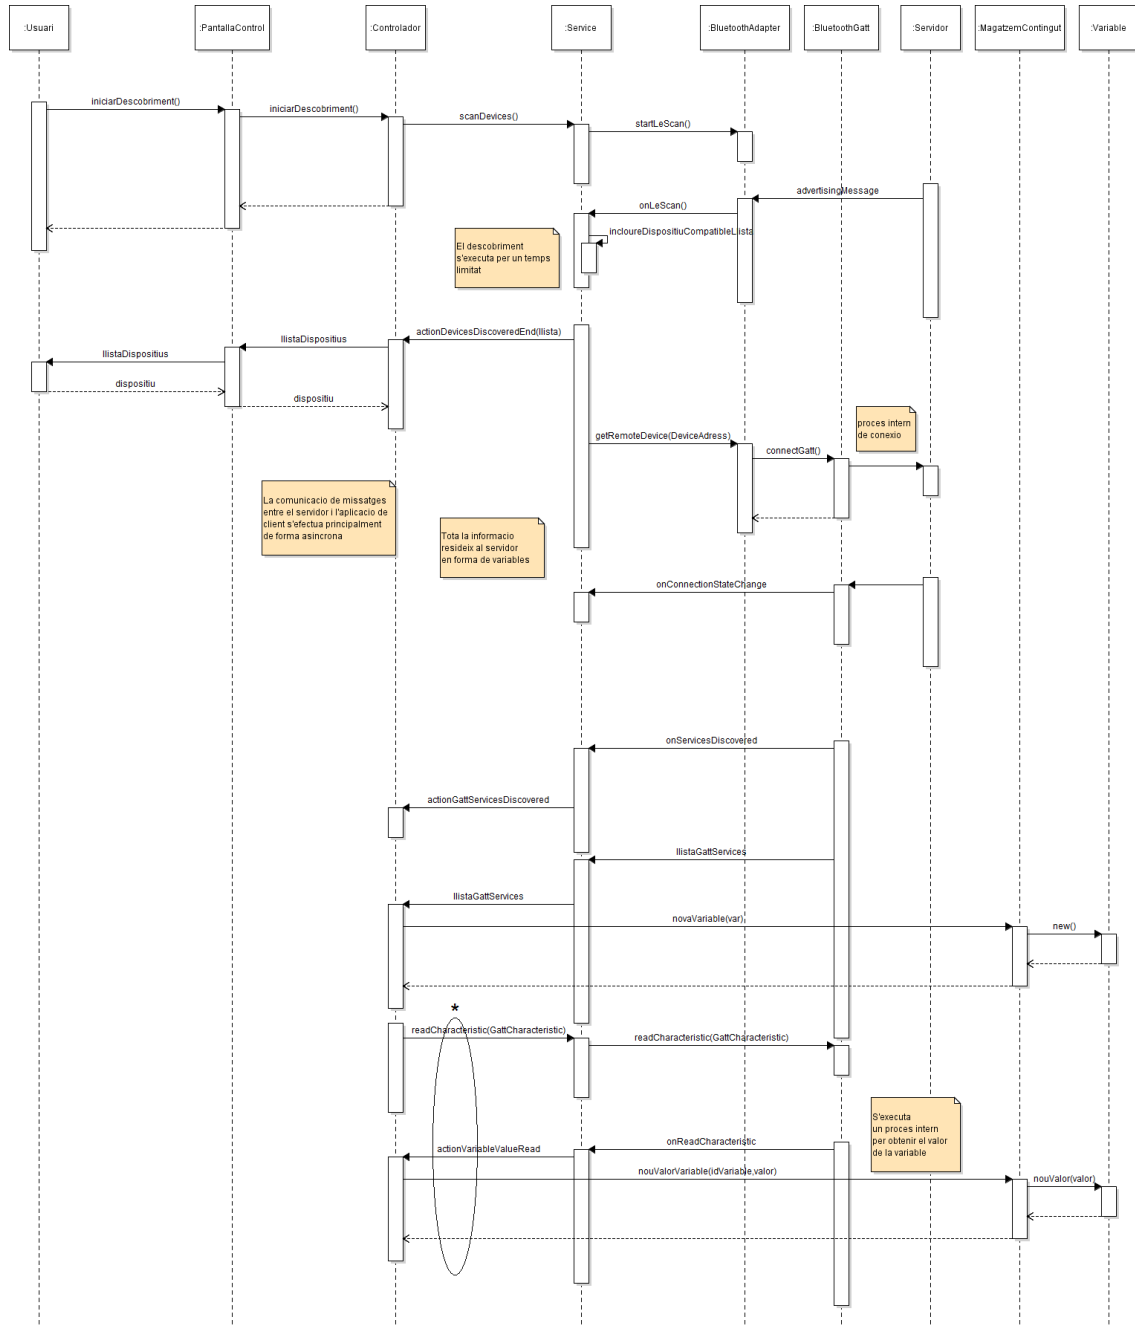 :Usuari
:PantallaControl
:Controlador
:Service
:BluetoothAdapter
:BluetoothGatt
:Servidor
:MagatzemContingut
:Variable
iniciarDescobriment()
iniciarDescobriment()
scanDevices()
startLeScan()
advertisingMessage
onLeScan()
incloureDispositiuCompatibleLlista
El descobriment
s'executa per un temps
limitat
actionDevicesDiscoveredEnd(llista)
llistaDispositius
llistaDispositius
dispositiu
dispositiu
proces intern
de conexio
getRemoteDevice(DeviceAdress)
connectGatt()
La comunicacio de missatges
entre el servidor i l'aplicacio de
client s'efectua principalment
de forma asincrona
Tota la informacio
resideix al servidor
en forma de variables
onConnectionStateChange
onServicesDiscovered
actionGattServicesDiscovered
llistaGattServices
llistaGattServices
novaVariable(var)
new()
*
readCharacteristic(GattCharacteristic)
readCharacteristic(GattCharacteristic)
S'executa
un proces intern
per obtenir el valor
de la variable
onReadCharacteristic
actionVariableValueRead
nouValorVariable(idVariable,valor)
nouValor(valor)